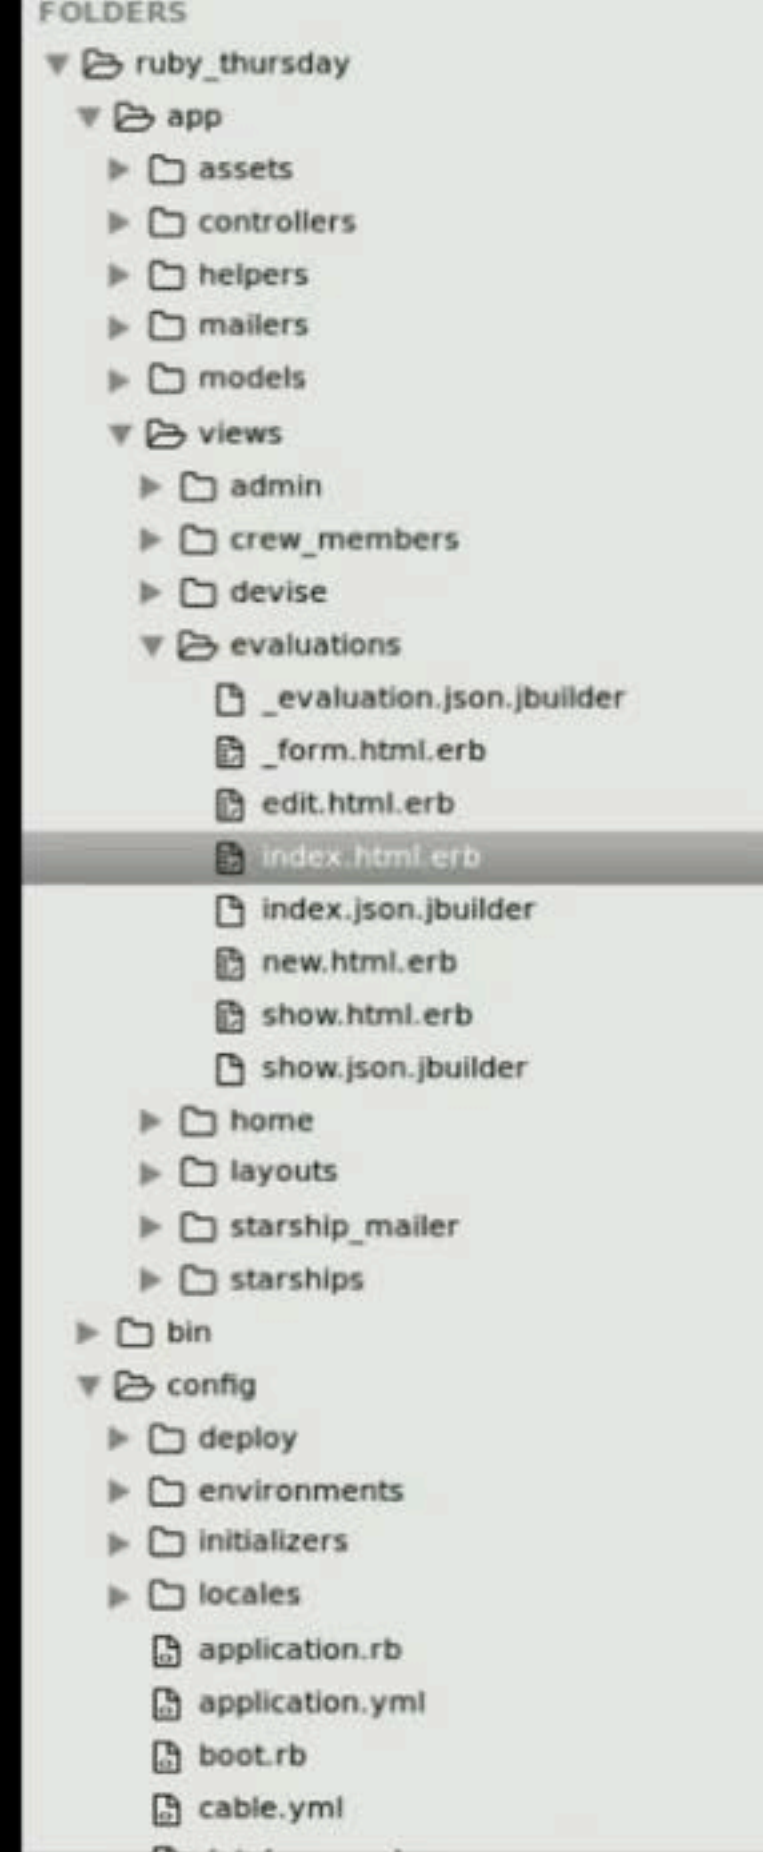 FOLDERS
ruby_thursday
app
assets
controllers
helpers
mailers
models
views
admin
crew_members
devise
evaluations
_evaluation.json.jbuilder
_form.html.erb
edit.html.erb
index.html.erb
index.json.jbuilder
new.html.erb
show.html.erb
show.json.jbuilder
home
layouts
starship_mailer
starships
bin
config
deploy
environments
initializers
locales
application.rb
application.yml
boot.rb
cable.yml